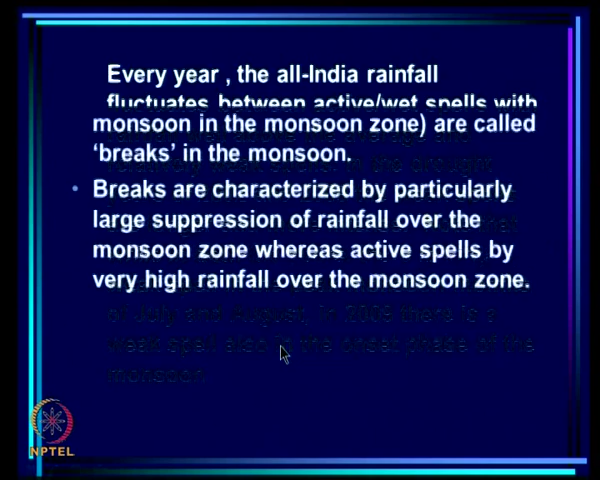 Every year , the all-India rainfall
fluctuates between active/wet spells with
monsoon in the monsoon zone) are called
‘breaks’ in the monsoon.
• Breaks are characterized by particularly
large suppression of rainfall over the
monsoon zone whereas active spells by
very high rainfall over the monsoon zone.
of July and August. In 2009 there is a
weak spell also in the onset phase of the
monsoon.
NPTEL